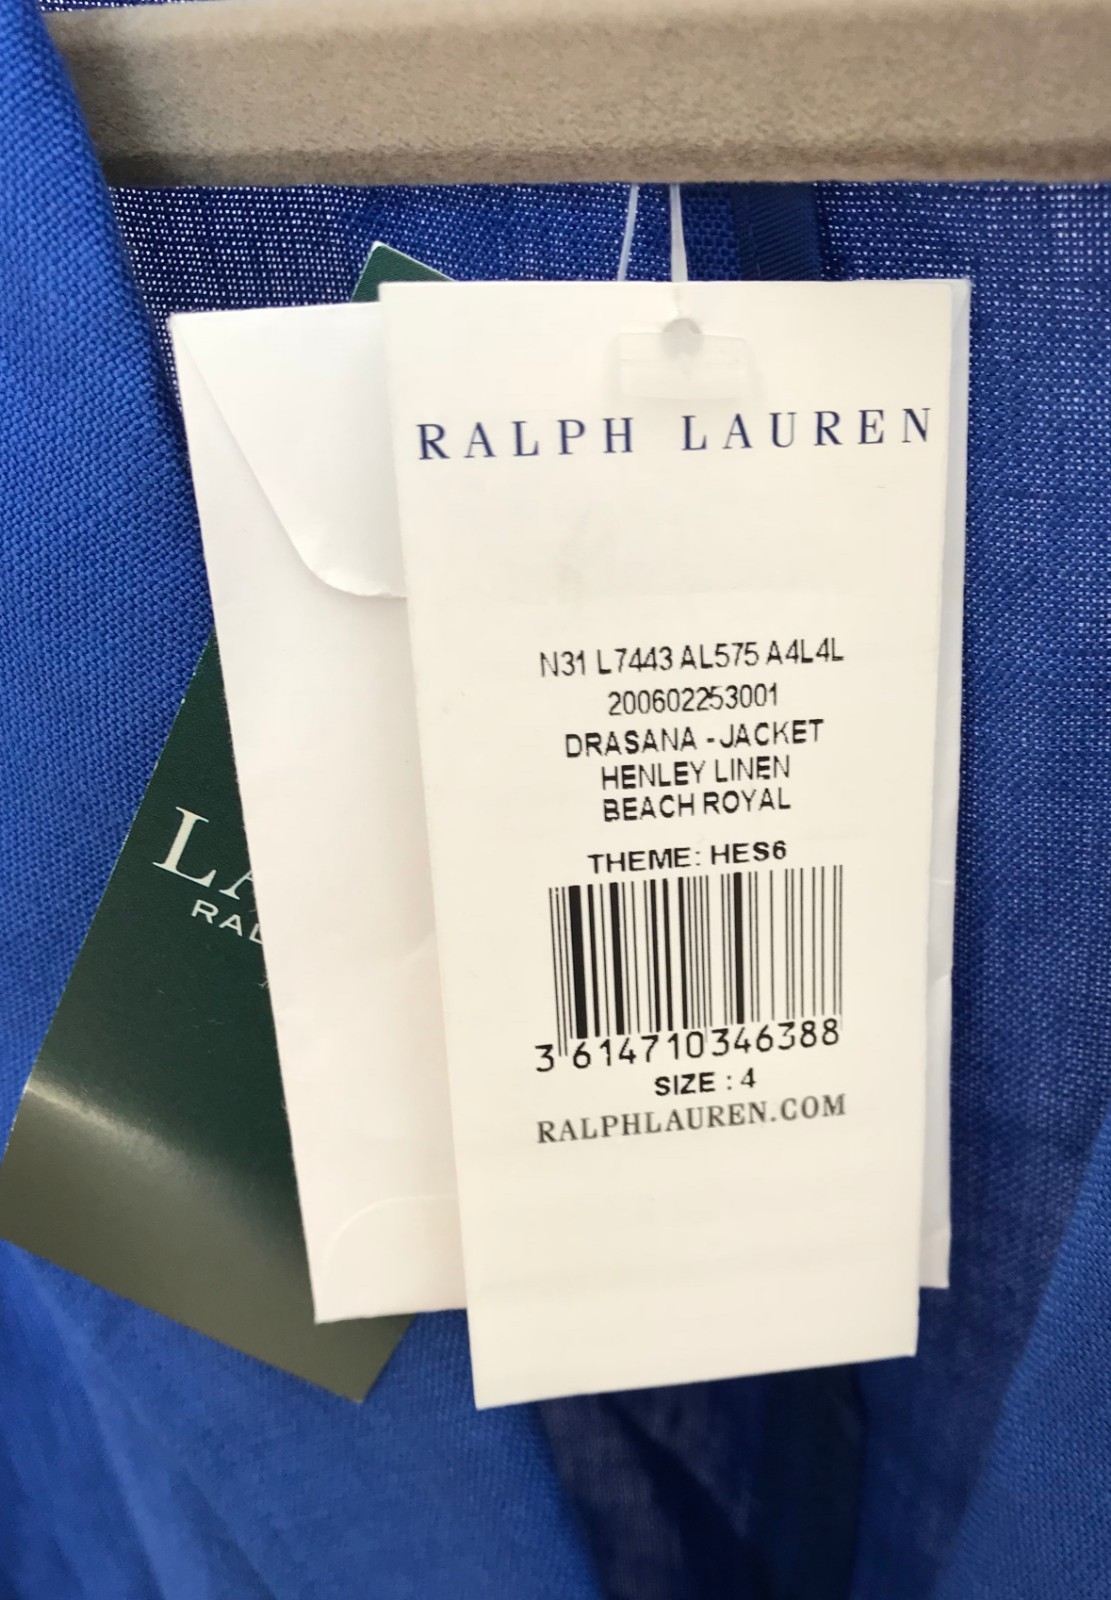 RALPH LAUREN
N31 L7443 AL575 A4L4L
200602253001
DRASANA - JACKET
HENLEY LINEN
BEACH ROYAL
THEME: HES6
3 614710 346388
SIZE : 4
RALPHLAUREN.COM